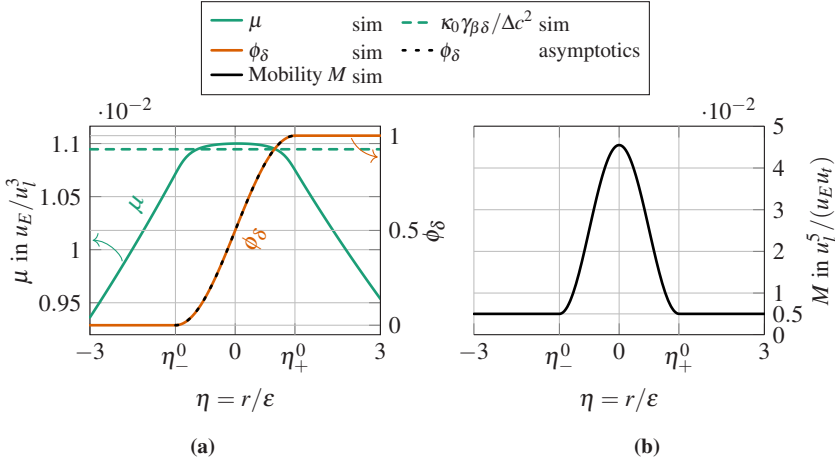 μ sim κ₀γ_βδ/Δc² sim
ϕ_δ sim ϕ_δ asymptotics
Mobility M sim
·10⁻²
1.1
1.05
1
0.95
μ in u_E/u_l³
μ
ϕ_δ
1
0.5
0
ϕ_δ
−3 η₋⁰ 0 η₊⁰ 3
η = r/ε
(a)
·10⁻²
5
4
3
2
1
0.5
0
M in u_l⁵/(u_E u_t)
−3 η₋⁰ 0 η₊⁰ 3
η = r/ε
(b)